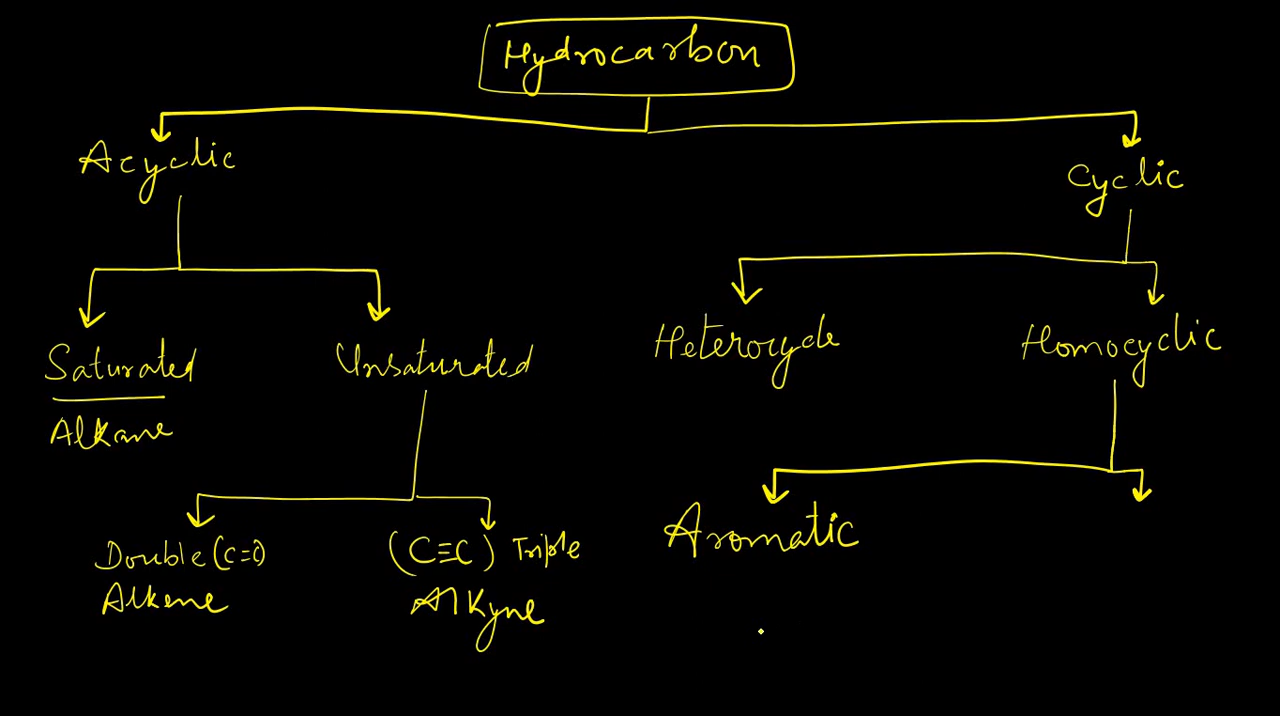 Hydrocarbon
Acyclic
Cyclic
Saturated
Alkane
Unsaturated
Heterocycle
Homocyclic
Double (C=C)
Alkene
(C≡C) Triple
Alkyne
Aromatic